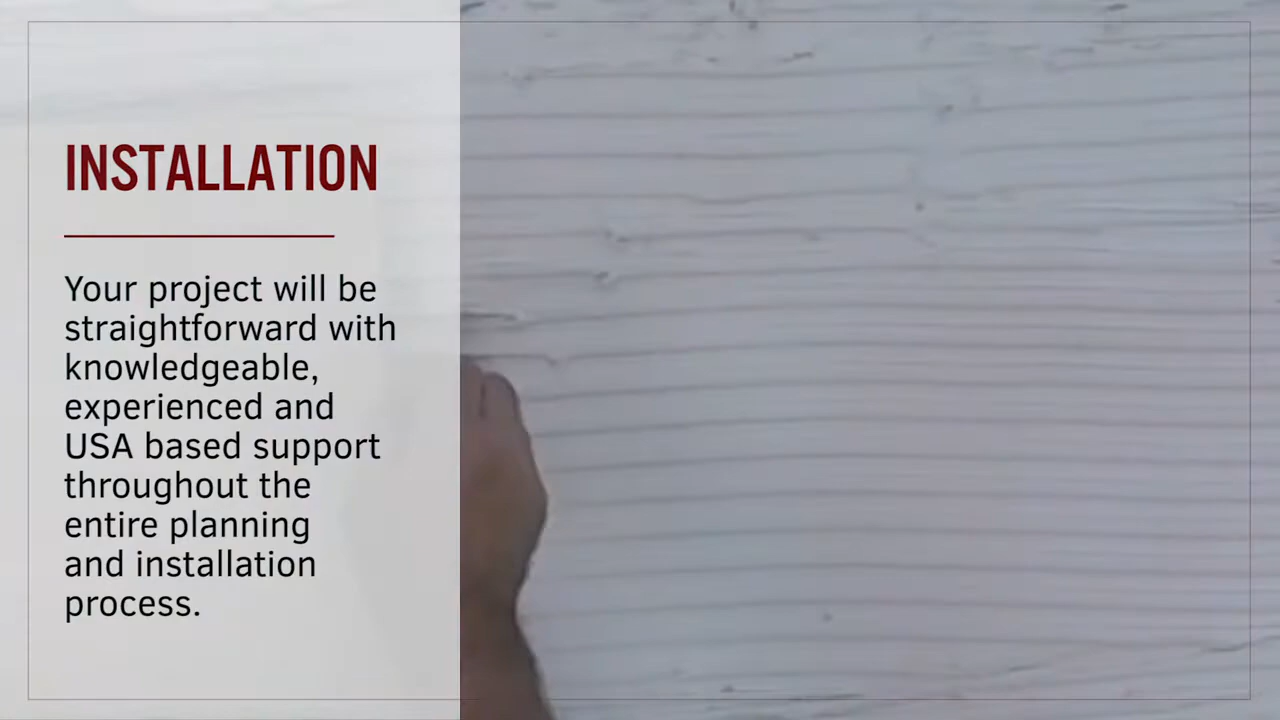 INSTALLATION
Your project will be
straightforward with
knowledgeable,
experienced and
USA based support
throughout the
entire planning
and installation
process.